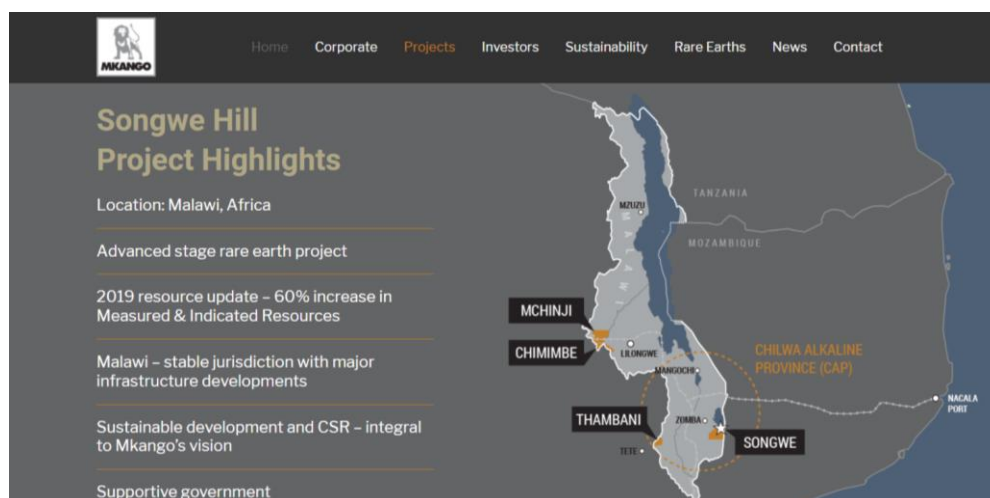 MKANGO
Home Corporate Projects Investors Sustainability Rare Earths News Contact
Songwe Hill
Project Highlights
Location: Malawi, Africa
Advanced stage rare earth project
2019 resource update – 60% increase in
Measured & Indicated Resources
Malawi – stable jurisdiction with major
infrastructure developments
Sustainable development and CSR – integral
to Mkango's vision
Supportive government
TANZANIA
MZUZU
MALAWI
MOZAMBIQUE
MCHINJI
CHIMIMBE
LILONGWE
CHILWA ALKALINE
PROVINCE (CAP)
MANGOCHI
NACALA
PORT
THAMBANI
ZOMBA
SONGWE
TETE